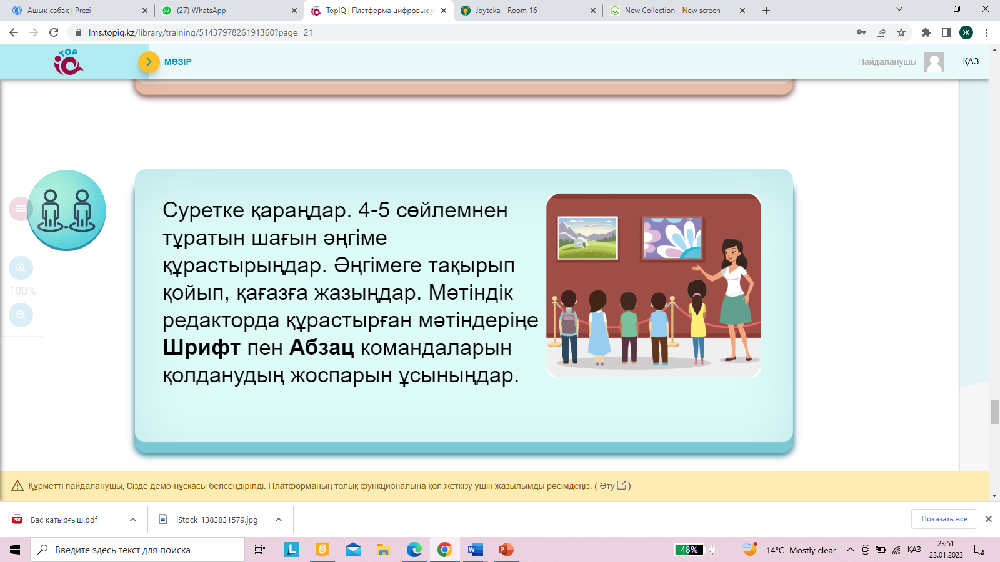 Ашық сабақ | Prezi
(27) WhatsApp
TopIQ | Платформа цифровых у
Joyteka - Room 16
New Collection - New screen
lms.topiq.kz/library/training/5143797826191360?page=21
TOP
МӘЗІР
Пайдаланушы
ҚАЗ
Суретке қараңдар. 4-5 сөйлемнен
тұратын шағын әңгіме
құрастырыңдар. Әңгімеге тақырып
қойып, қағазға жазыңдар. Мәтіндік
редакторда құрастырған мәтіндеріңе
Шрифт пен Абзац командаларын
қолданудың жоспарын ұсыныңдар.
100%
Құрметті пайдаланушы, Сізде демо-нұсқасы белсендірілді. Платформаның толық функционалына қол жеткізу үшін жазылымды рәсімдеңіз. ( Өту )
Бас қатырғыш.pdf
iStock-1383831579.jpg
Показать все
Введите здесь текст для поиска
48%
-14°C Mostly clear
ҚАЗ
23:51
23.01.2023